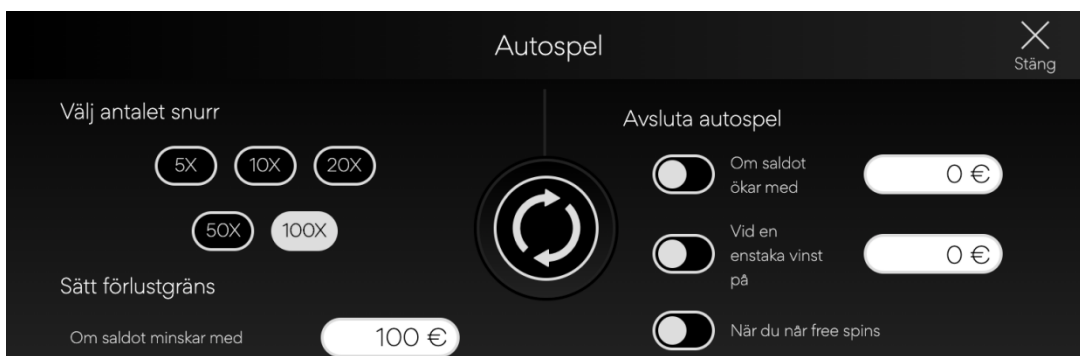 Autospel
Stäng
Välj antalet snurr
5X 10X 20X
50X 100X
Sätt förlustgräns
Om saldot minskar med 100 €
Avsluta autospel
Om saldot
ökar med
0 €
Vid en
enstaka vinst
på
0 €
När du når free spins